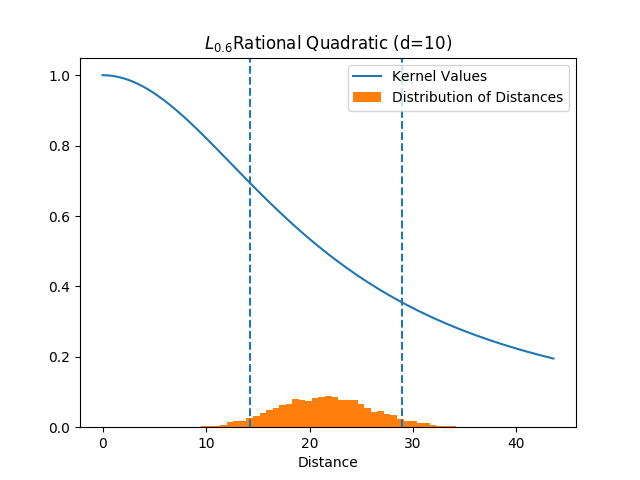 L0.6Rational Quadratic (d=10)
Kernel Values
Distribution of Distances
1.0
0.8
0.6
0.4
0.2
0.0
0 10 20 30 40
Distance